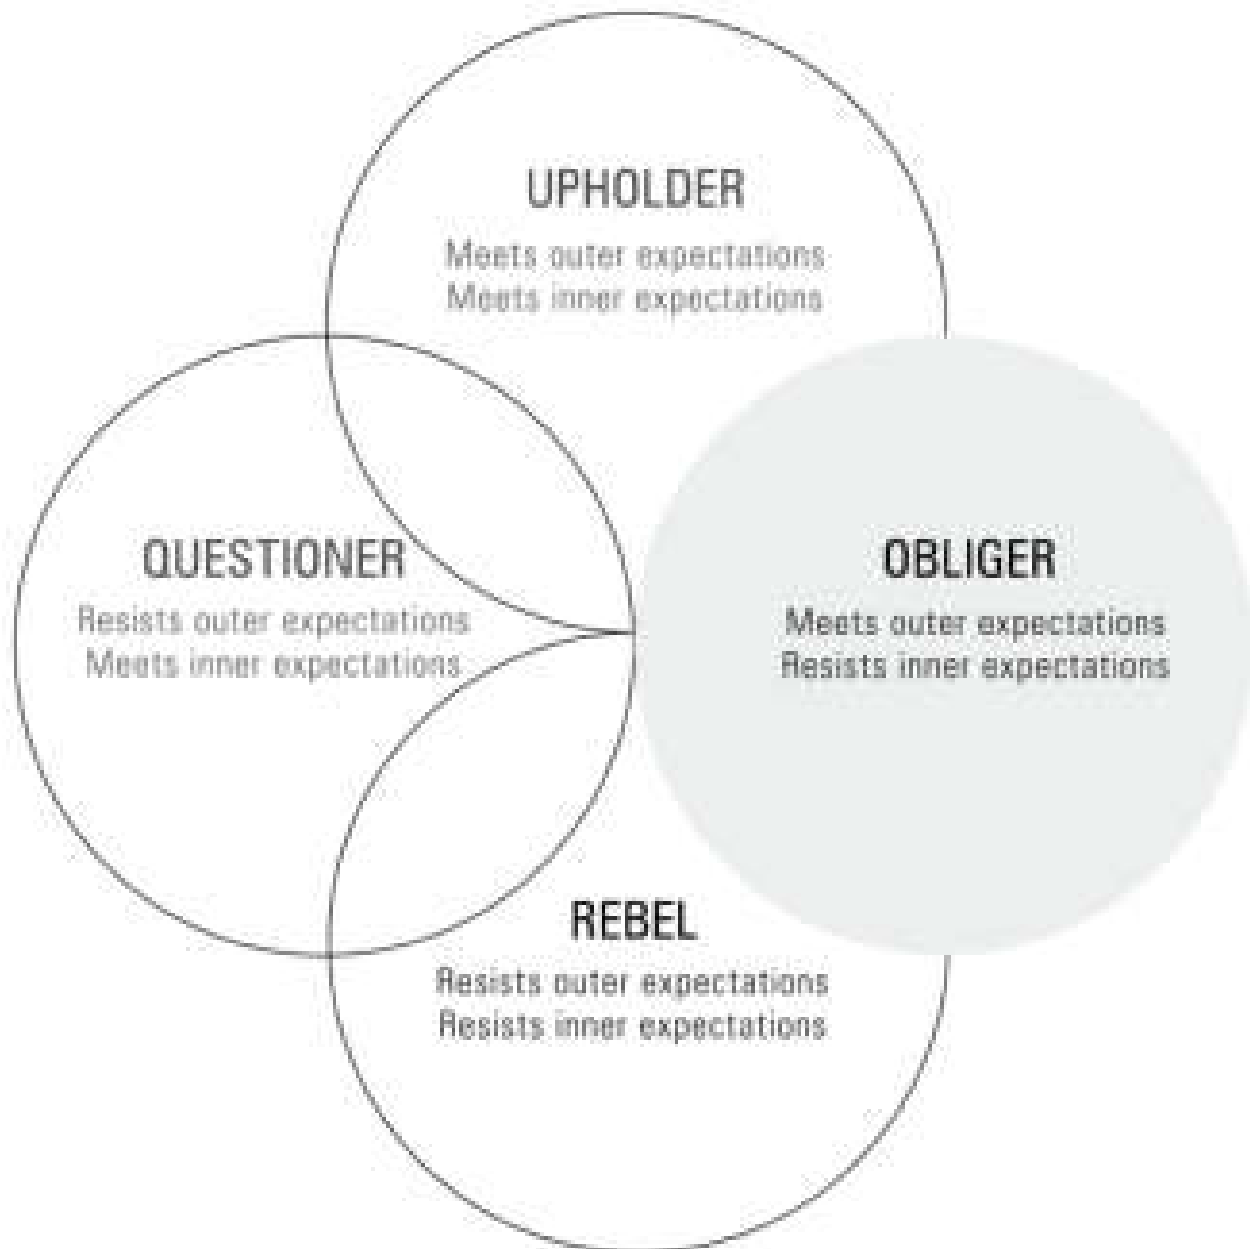 UPHOLDER
Meets outer expectations
Meets inner expectations
QUESTIONER
Resists outer expectations
Meets inner expectations
OBLIGER
Meets outer expectations
Resists inner expectations
REBEL
Resists outer expectations
Resists inner expectations